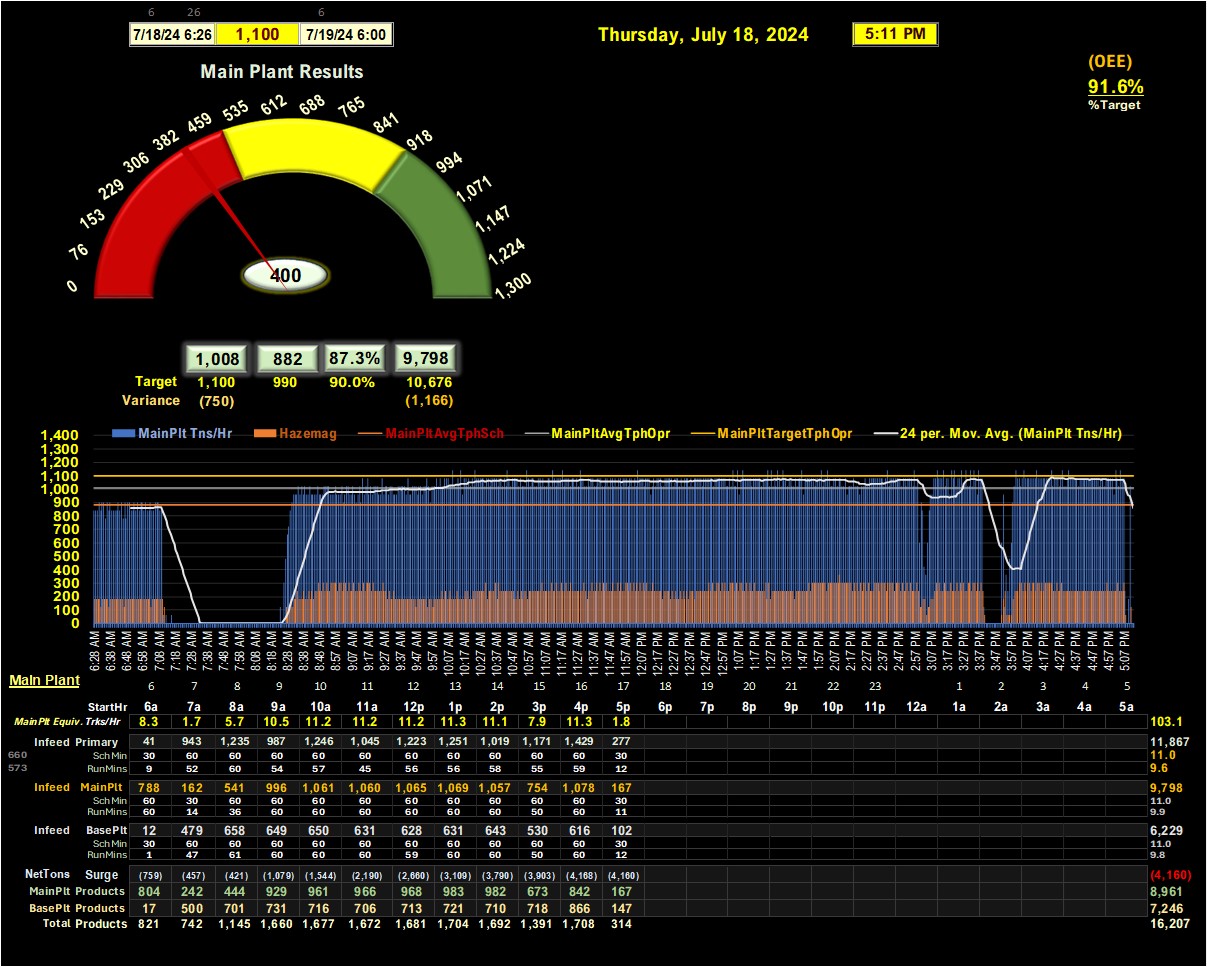 6 26 6
7/18/24 6:26 1,100 7/19/24 6:00 Thursday, July 18, 2024 5:11 PM
(OEE)
91.6%
%Target
Main Plant Results
0 76 153 229 306 382 459 535 612 688 765 841 918 994 1,071 1,147 1,224 1,300
400
1,008 882 87.3% 9,798
Target 1,100 990 90.0% 10,676
Variance (750) (1,166)
MainPlt Tns/Hr Hazemag MainPltAvgTphSch MainPltAvgTphOpr MainPltTargetTphOpr 24 per. Mov. Avg. (MainPlt Tns/Hr)
1,400
1,300
1,200
1,100
1,000
900
800
700
600
500
400
300
200
100
0
6:28 AM 6:38 AM 6:48 AM 6:58 AM 7:08 AM 7:18 AM 7:28 AM 7:38 AM 7:48 AM 7:58 AM 8:08 AM 8:18 AM 8:28 AM 8:38 AM 8:47 AM 8:57 AM 9:07 AM 9:17 AM 9:27 AM 9:37 AM 9:47 AM 9:57 AM 10:07 AM 10:17 AM 10:27 AM 10:37 AM 10:47 AM 10:57 AM 11:07 AM 11:17 AM 11:27 AM 11:37 AM 11:47 AM 11:57 AM 12:07 PM 12:17 PM 12:27 PM 12:37 PM 12:47 PM 12:57 PM 1:07 PM 1:17 PM 1:27 PM 1:37 PM 1:47 PM 1:57 PM 2:07 PM 2:17 PM 2:27 PM 2:37 PM 2:47 PM 2:57 PM 3:07 PM 3:17 PM 3:27 PM 3:37 PM 3:47 PM 3:57 PM 4:07 PM 4:17 PM 4:27 PM 4:37 PM 4:47 PM 4:57 PM 5:07 PM
Main Plant 6 7 8 9 10 11 12 13 14 15 16 17 18 19 20 21 22 23 1 2 3 4 5
StartHr 6a 7a 8a 9a 10a 11a 12p 1p 2p 3p 4p 5p 6p 7p 8p 9p 10p 11p 12a 1a 2a 3a 4a 5a
MainPlt Equiv. Trks/Hr 8.3 1.7 5.7 10.5 11.2 11.2 11.2 11.3 11.1 7.9 11.3 1.8 103.1
Infeed Primary 41 943 1,235 987 1,246 1,045 1,223 1,251 1,019 1,171 1,429 277 11,867
660 SchMin 30 60 60 60 60 60 60 60 60 60 60 30 11.0
573 RunMins 9 52 60 54 57 45 56 56 58 55 59 12 9.6
Infeed MainPlt 788 162 541 996 1,061 1,060 1,065 1,069 1,057 754 1,078 167 9,798
SchMin 60 30 60 60 60 60 60 60 60 60 60 30 11.0
RunMins 60 14 36 60 60 60 60 60 60 50 60 11 9.9
Infeed BasePlt 12 479 658 649 650 631 628 631 643 530 616 102 6,229
SchMin 30 60 60 60 60 60 60 60 60 60 60 30 11.0
RunMins 1 47 61 60 60 60 59 60 60 50 60 12 9.8
NetTons Surge (759) (457) (421) (1,079) (1,544) (2,190) (2,660) (3,109) (3,790) (3,903) (4,168) (4,160) (4,160)
MainPlt Products 804 242 444 929 961 966 968 983 982 673 842 167 8,961
BasePlt Products 17 500 701 731 716 706 713 721 710 718 866 147 7,246
Total Products 821 742 1,145 1,660 1,677 1,672 1,681 1,704 1,692 1,391 1,708 314 16,207